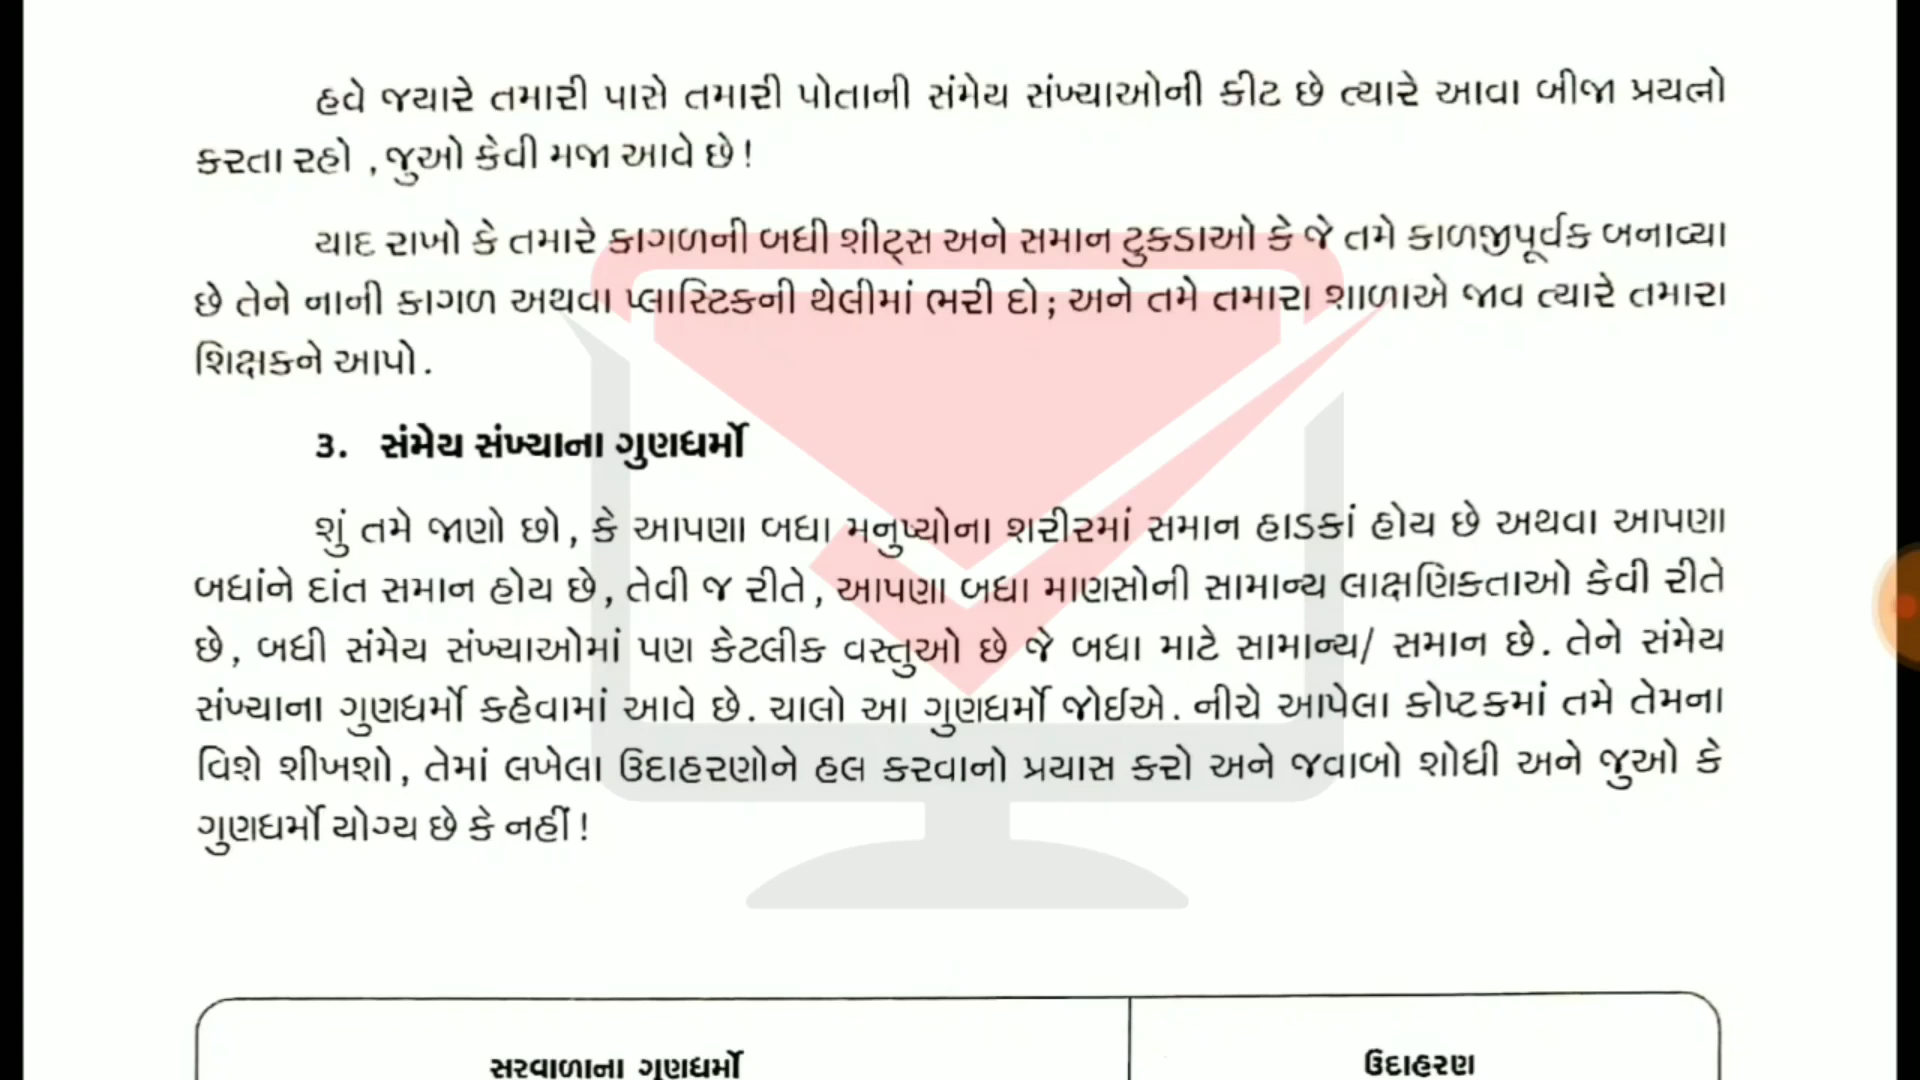 હવે જયારે તમારી પાસે તમારી પોતાની સંમેય સંખ્યાઓની કીટ છે ત્યારે આવા બીજા પ્રયત્નો
કરતા રહો , જુઓ કેવી મજા આવે છે !
યાદ રાખો કે તમારે કાગળની બધી શીટ્સ અને સમાન ટુકડાઓ કે જે તમે કાળજીપૂર્વક બનાવ્યા
છે તેને નાની કાગળ અથવા પ્લાસ્ટિકની થેલીમાં ભરી દો ; અને તમે તમારા શાળાએ જાવ ત્યારે તમારા
શિક્ષકને આપો .
૩. સંમેય સંખ્યાના ગુણધર્મો
શું તમે જાણો છો , કે આપણા બધા મનુષ્યોના શરીરમાં સમાન હાડકાં હોય છે અથવા આપણા
બધાંને દાંત સમાન હોય છે , તેવી જ રીતે , આપણા બધા માણસોની સામાન્ય લાક્ષણિકતાઓ કેવી રીતે
છે , બધી સંમેય સંખ્યાઓમાં પણ કેટલીક વસ્તુઓ છે જે બધા માટે સામાન્ય/ સમાન છે . તેને સંમેય
સંખ્યાના ગુણધર્મો કહેવામાં આવે છે . ચાલો આ ગુણધર્મો જોઈએ . નીચે આપેલા કોપ્ટકમાં તમે તેમના
વિશે શીખશો , તેમાં લખેલા ઉદાહરણોને હલ કરવાનો પ્રયાસ કરો અને જવાબો શોધી અને જુઓ કે
ગુણધર્મો યોગ્ય છે કે નહીં !
સરવાળાના ગુણધર્મો
ઉદાહરણ